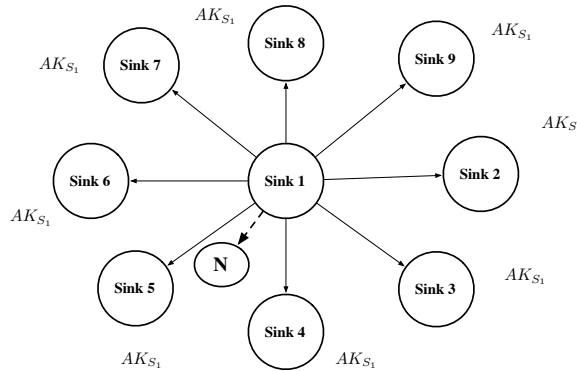 AK_{S_1}
Sink 8
AK_{S_1}
Sink 9
AK_{S_1}
Sink 7
AK_S
Sink 1
Sink 2
Sink 6
AK_{S_1}
N
AK_{S_1}
Sink 5
Sink 3
Sink 4
AK_{S_1}
AK_{S_1}